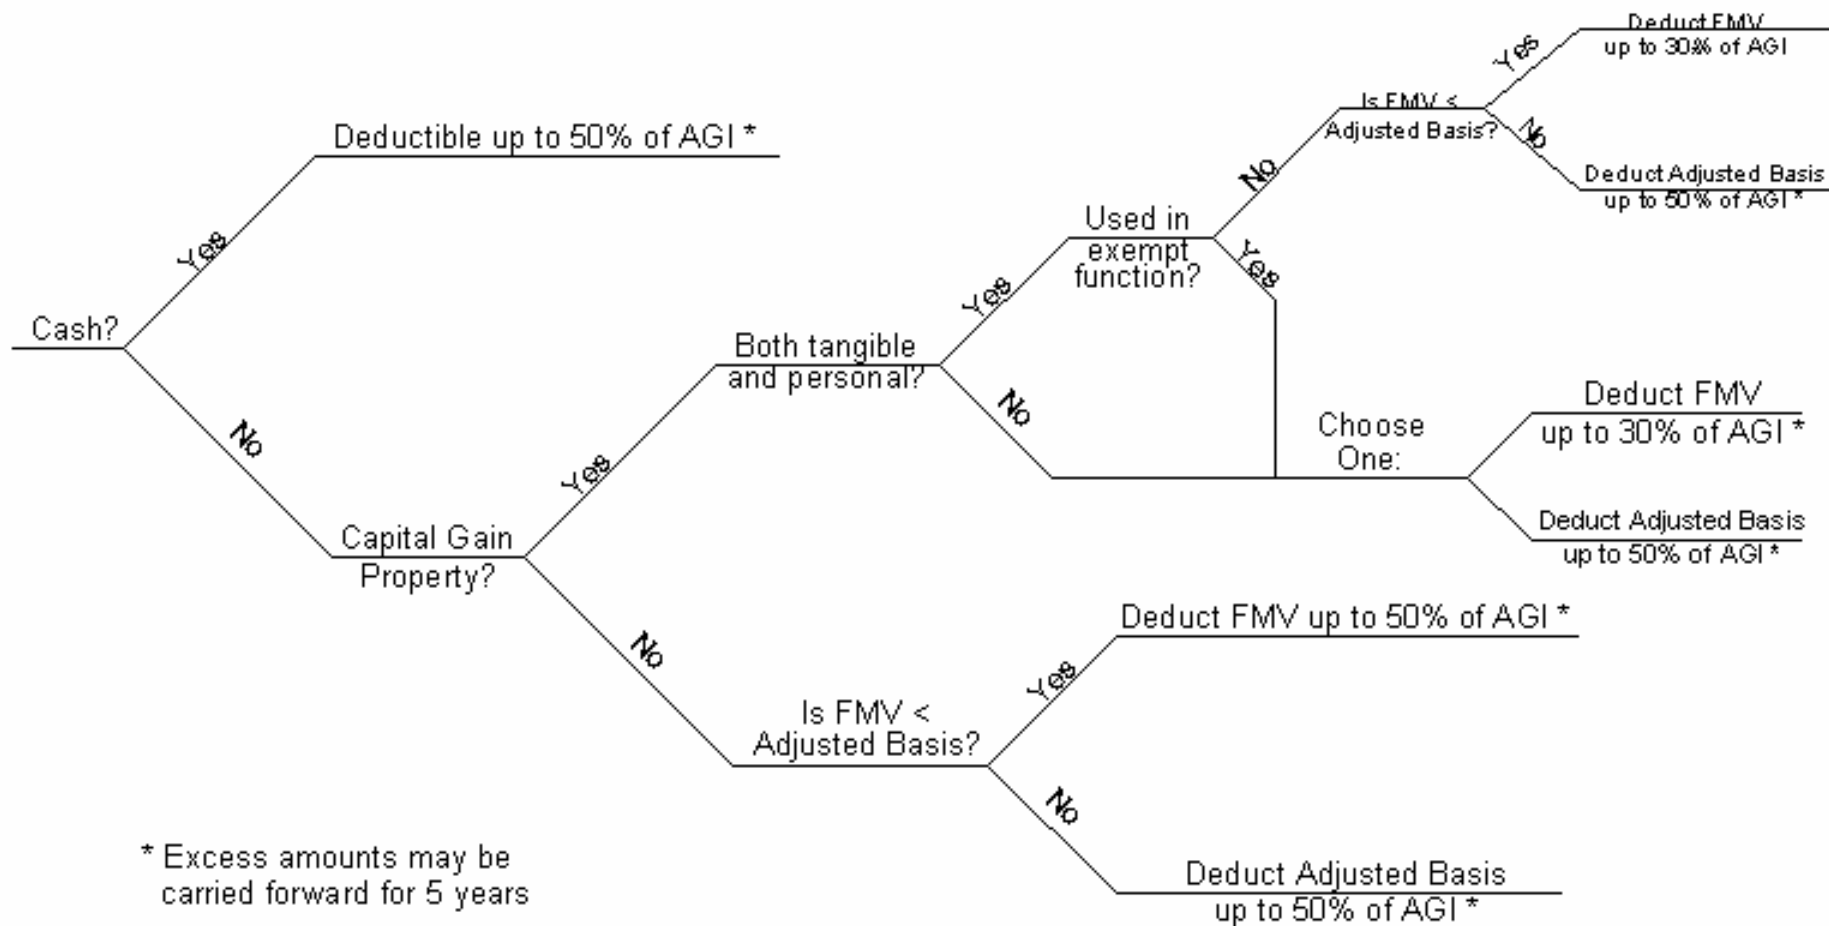 Cash?
Yes
Deductible up to 50% of AGI *
No
Capital Gain
Property?
Yes
Both tangible
and personal?
Yes
Used in
exempt
function?
No
Is FMV <
Adjusted Basis?
Yes
Deduct FMV
up to 30% of AGI
No
Deduct Adjusted Basis
up to 50% of AGI *
Yes
No
Choose
One:
Deduct FMV
up to 30% of AGI *
Deduct Adjusted Basis
up to 50% of AGI *
No
Is FMV <
Adjusted Basis?
Yes
Deduct FMV up to 50% of AGI *
No
Deduct Adjusted Basis
up to 50% of AGI *
* Excess amounts may be
carried forward for 5 years